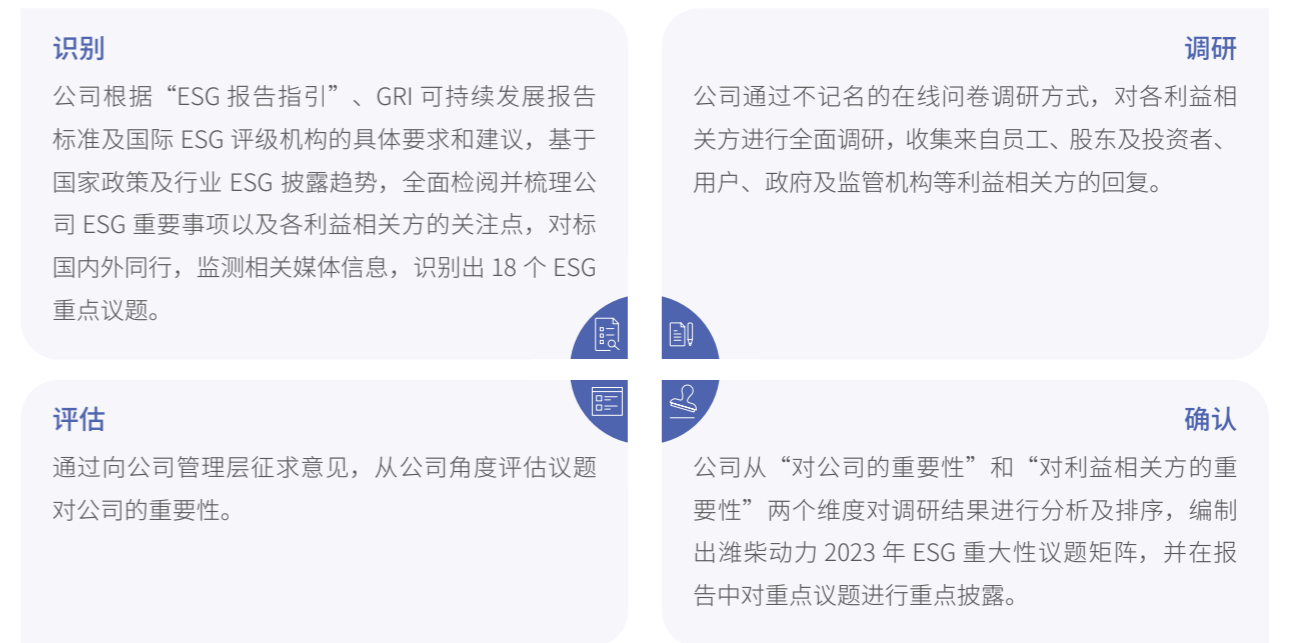 识别
公司根据“ESG 报告指引”、GRI 可持续发展报告
标准及国际 ESG 评级机构的具体要求和建议，基于
国家政策及行业 ESG 披露趋势，全面检阅并梳理公
司 ESG 重要事项以及各利益相关方的关注点，对标
国内外同行，监测相关媒体信息，识别出 18 个 ESG
重点议题。
调研
公司通过不记名的在线问卷调研方式，对各利益相
关方进行全面调研，收集来自员工、股东及投资者、
用户、政府及监管机构等利益相关方的回复。
评估
通过向公司管理层征求意见，从公司角度评估议题
对公司的重要性。
确认
公司从“对公司的重要性”和“对利益相关方的重
要性”两个维度对调研结果进行分析及排序，编制
出潍柴动力 2023 年 ESG 重大性议题矩阵，并在报
告中对重点议题进行重点披露。